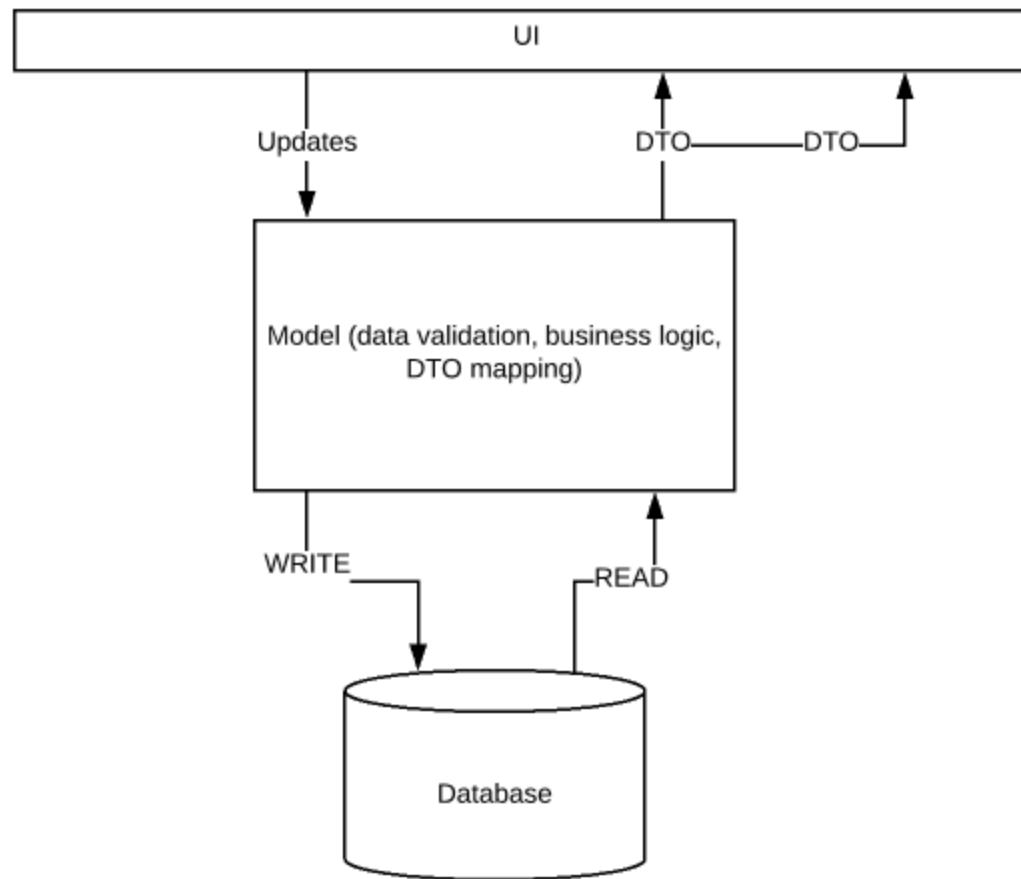 UI
Updates
DTO
DTO
Model (data validation, business logic,
DTO mapping)
WRITE
READ
Database